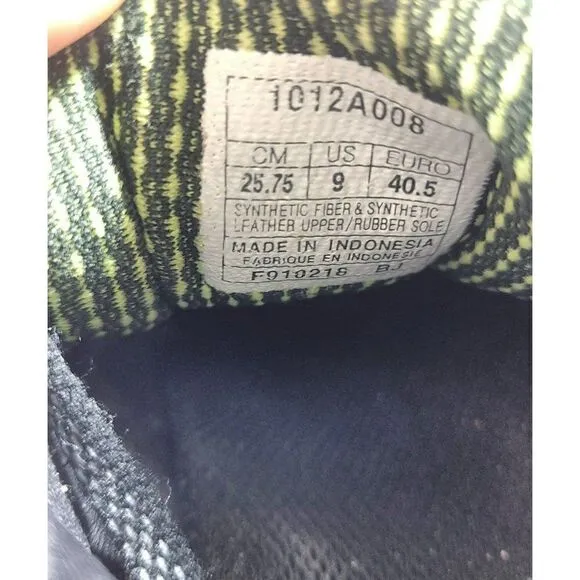 1012A008
CM US EURO
25.75 9 40.5
SYNTHETIC FIBER & SYNTHETIC
LEATHER UPPER/RUBBER SOLE
MADE IN INDONESIA
FABRIQUE EN INDONESIE
F910218 BJ